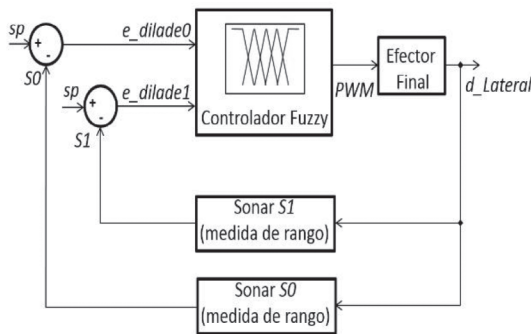 sp
+
-
S0
e_dilade0
sp
+
-
S1
e_dilade1
Controlador Fuzzy
PWM
Efector
Final
d_Lateral
Sonar S1
(medida de rango)
Sonar S0
(medida de rango)